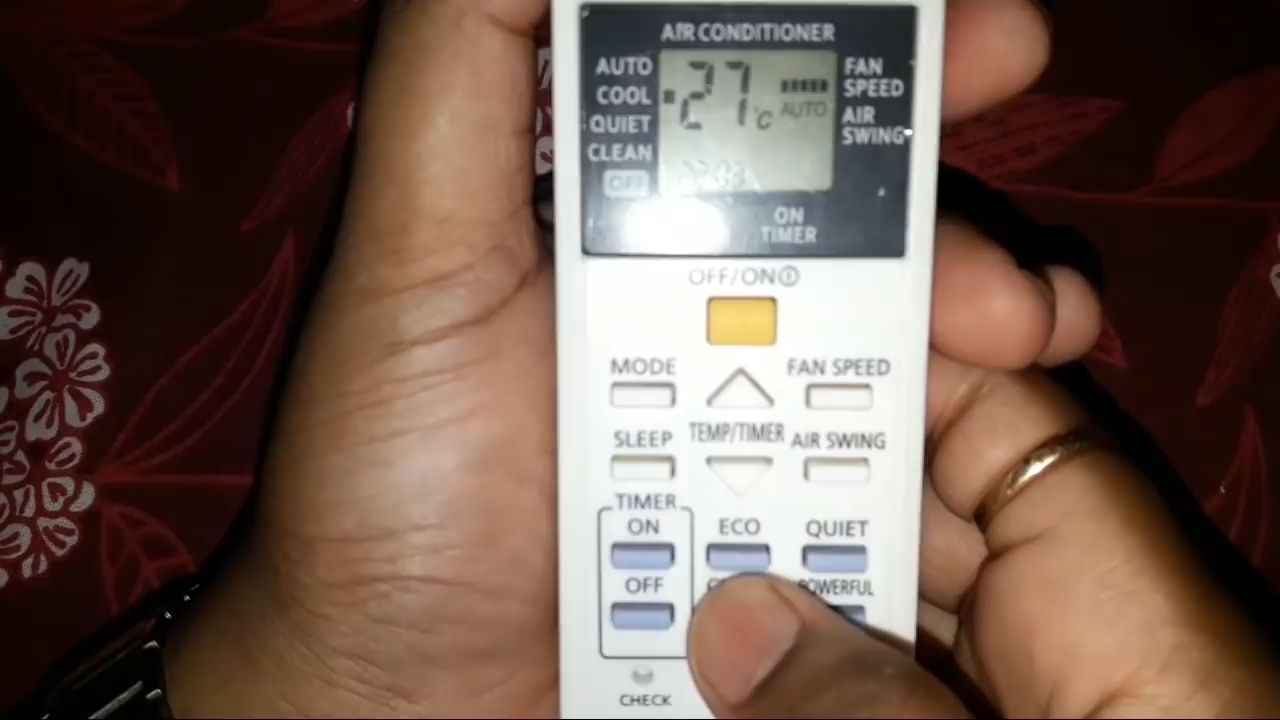 AIR CONDITIONER
AUTO
COOL
QUIET
CLEAN
OFF
27°C
AUTO
FAN
SPEED
AIR
SWING
ON
TIMER
OFF/ON
MODE
FAN SPEED
SLEEP
TEMP/TIMER
AIR SWING
TIMER
ON
ECO
QUIET
OFF
POWERFUL
CHECK